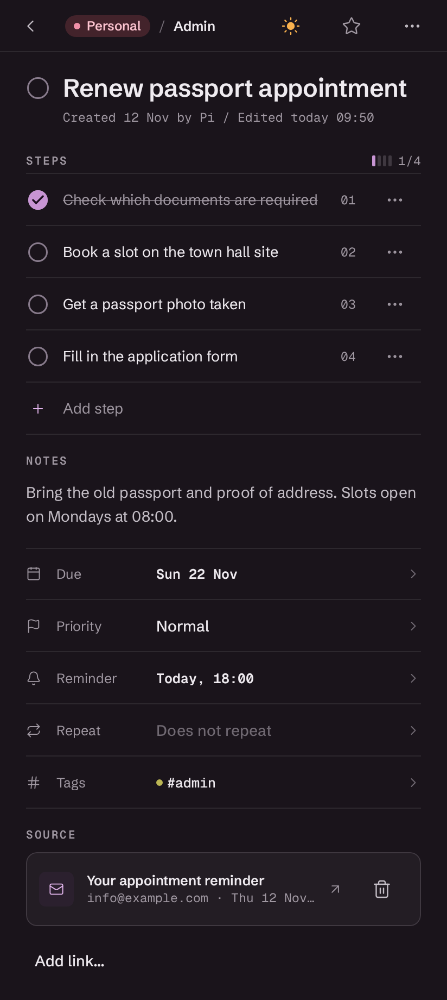 Personal / Admin
Renew passport appointment
Created 12 Nov by Pi / Edited today 09:50
STEPS 1/4
Check which documents are required 01
Book a slot on the town hall site 02
Get a passport photo taken 03
Fill in the application form 04
+ Add step
NOTES
Bring the old passport and proof of address. Slots open
on Mondays at 08:00.
Due Sun 22 Nov
Priority Normal
Reminder Today, 18:00
Repeat Does not repeat
Tags #admin
SOURCE
Your appointment reminder
info@example.com · Thu 12 Nov…
Add link…